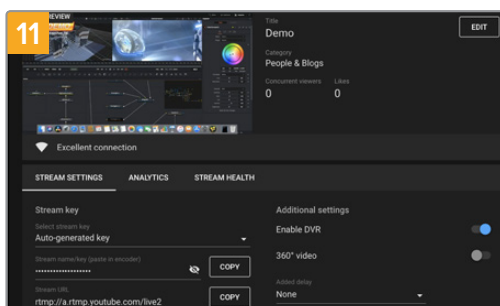 11
REVIEW
Title
Demo
EDIT
Category
People & Blogs
Concurrent viewers
Likes
0
0
Excellent connection
STREAM SETTINGS
ANALYTICS
STREAM HEALTH
Stream key
Select stream key
Auto-generated key
Stream name/key (paste in encoder)
COPY
Stream URL
rtmp://a.rtmp.youtube.com/live2
COPY
Additional settings
Enable DVR
360° video
Added delay
None